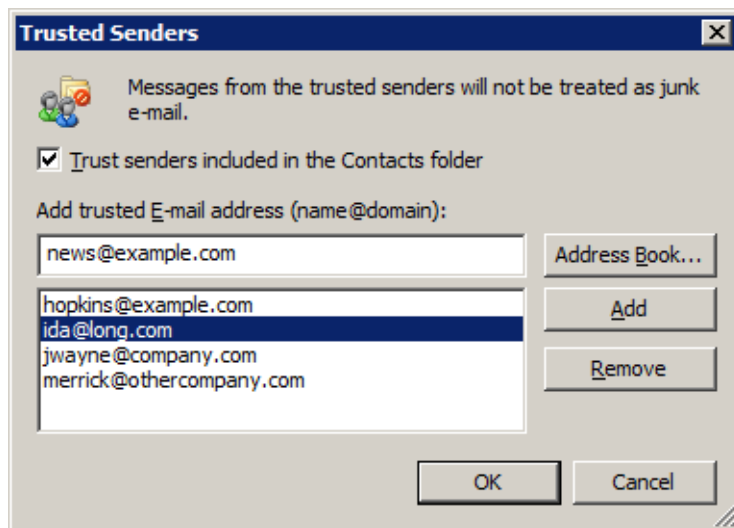 Trusted Senders
Messages from the trusted senders will not be treated as junk
e-mail.
Trust senders included in the Contacts folder
Add trusted E-mail address (name@domain):
news@example.com
Address Book...
hopkins@example.com
ida@long.com
jwayne@company.com
merrick@othercompany.com
Add
Remove
OK
Cancel